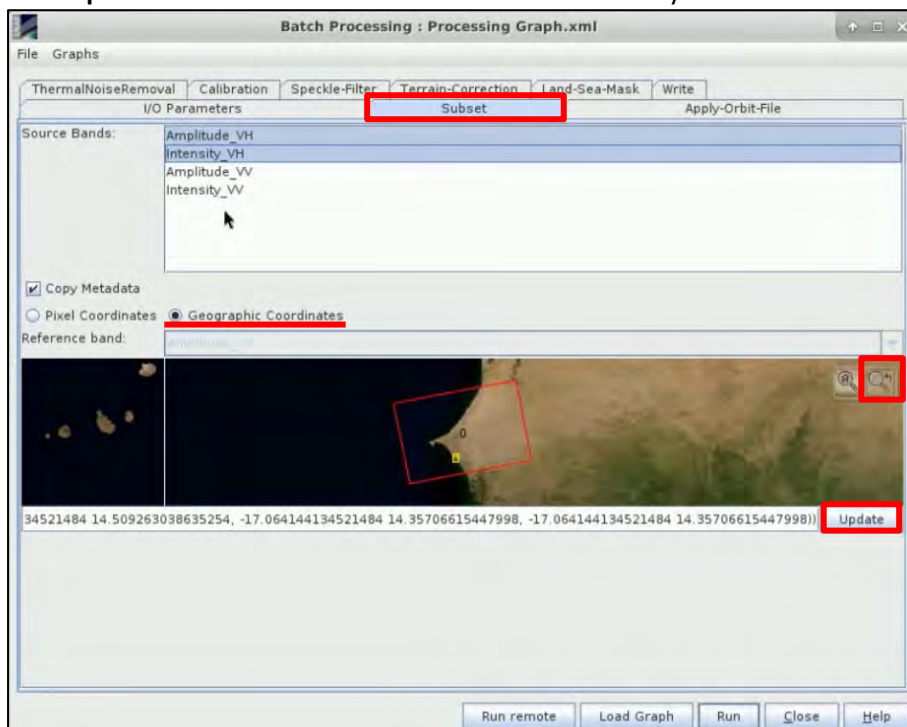 Batch Processing : Processing Graph.xml
File Graphs
ThermalNoiseRemoval Calibration Speckle-Filter Terrain-Correction Land-Sea-Mask Write
I/O Parameters Subset Apply-Orbit-File
Source Bands:
Amplitude_VH
Intensity_VH
Amplitude_VV
Intensity_VV
Copy Metadata
Pixel Coordinates Geographic Coordinates
Reference band: Amplitude_VH
0
34521484 14.509263038635254, -17.064144134521484 14.35706615447998, -17.064144134521484 14.35706615447998)) Update
Run remote Load Graph Run Close Help